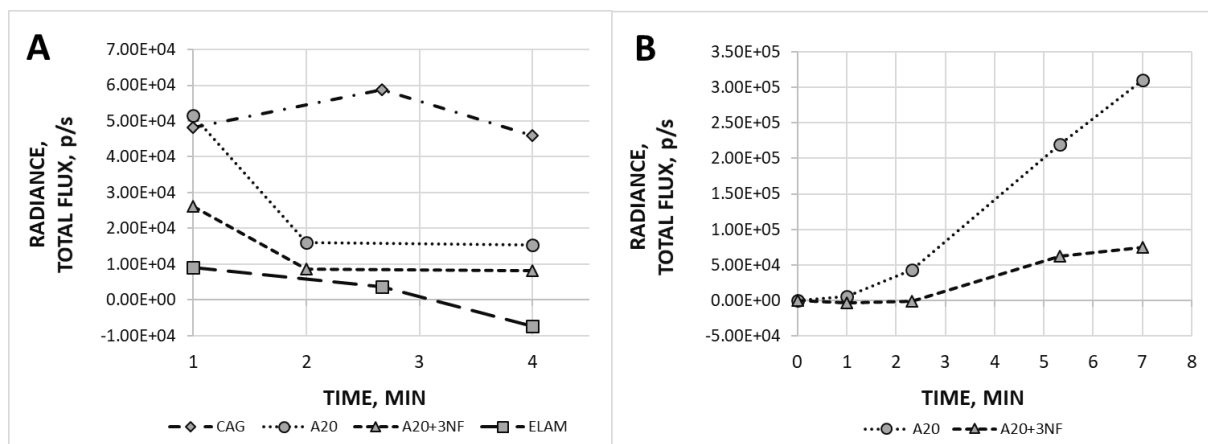 A
RADIANCE,
TOTAL FLUX, p/s
7.00E+04
6.00E+04
5.00E+04
4.00E+04
3.00E+04
2.00E+04
1.00E+04
0.00E+00
-1.00E+04
1 2 3 4
TIME, MIN
CAG A20 A20+3NF ELAM
B
RADIANCE,
TOTAL FLUX, p/s
3.50E+05
3.00E+05
2.50E+05
2.00E+05
1.50E+05
1.00E+05
5.00E+04
0.00E+00
-5.00E+04
0 1 2 3 4 5 6 7 8
TIME, MIN
A20 A20+3NF